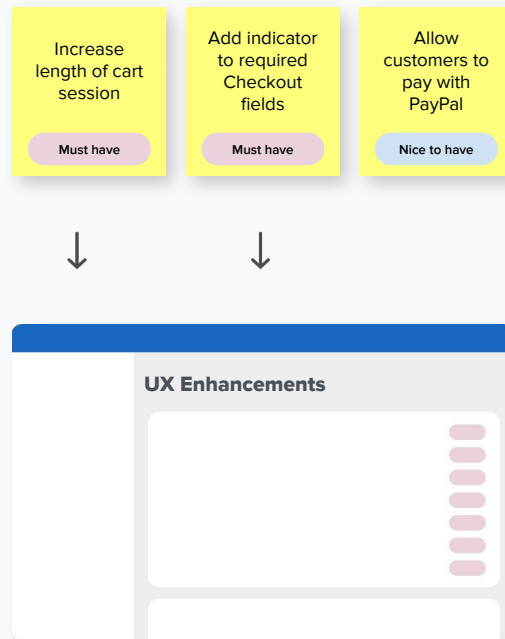 Increase
length of cart
session
Must have
Add indicator
to required
Checkout
fields
Must have
Allow
customers to
pay with
PayPal
Nice to have
UX Enhancements